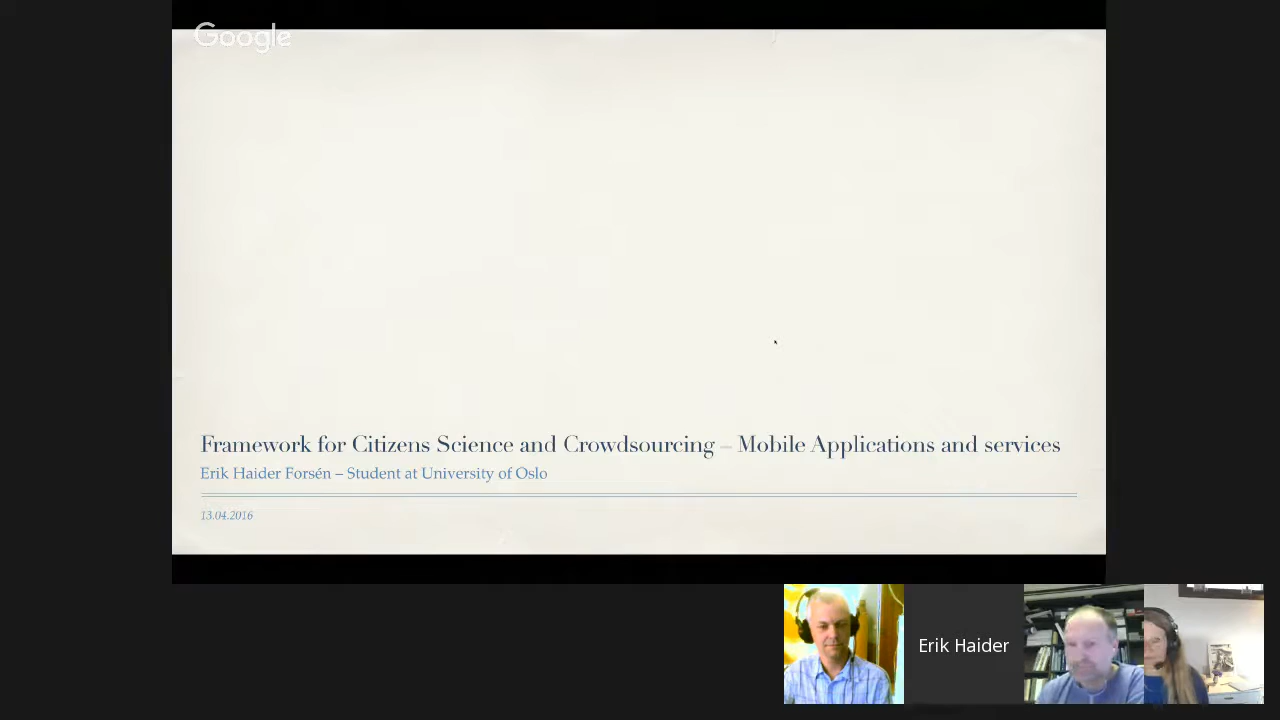 Google
Framework for Citizens Science and Crowdsourcing – Mobile Applications and services
Erik Haider Forsén – Student at University of Oslo
13.04.2016
Erik Haider